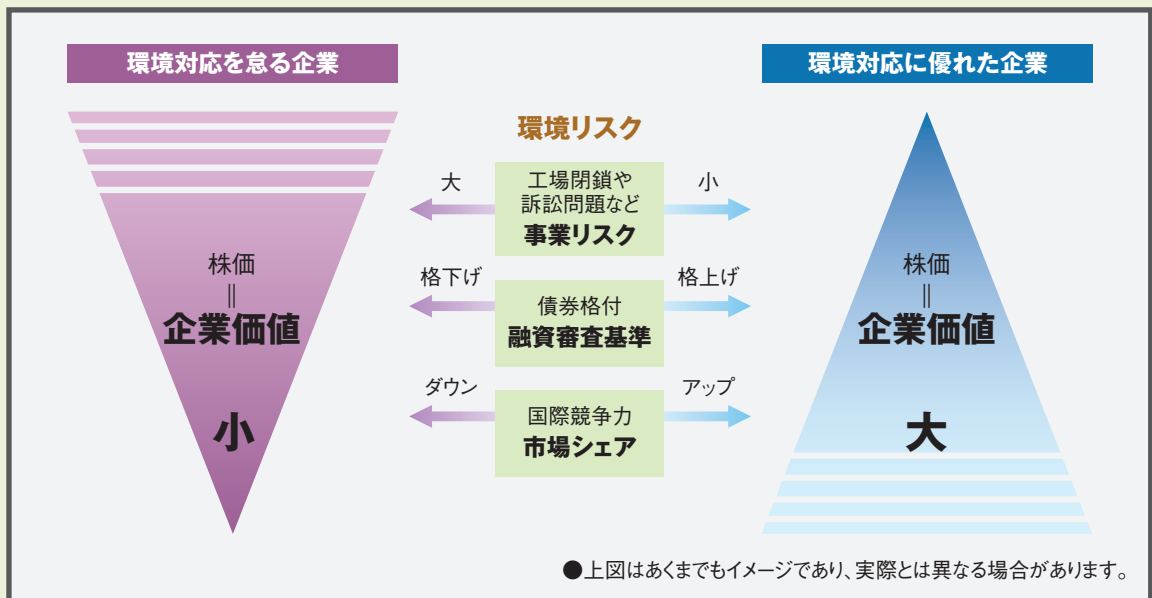 環境対応を怠る企業
環境対応に優れた企業
環境リスク
大
工場閉鎖や
訴訟問題など
事業リスク
小
株価
||
企業価値
小
格下げ
債券格付
融資審査基準
格上げ
ダウン
国際競争力
市場シェア
アップ
株価
||
企業価値
大
●上図はあくまでもイメージであり、実際とは異なる場合があります。